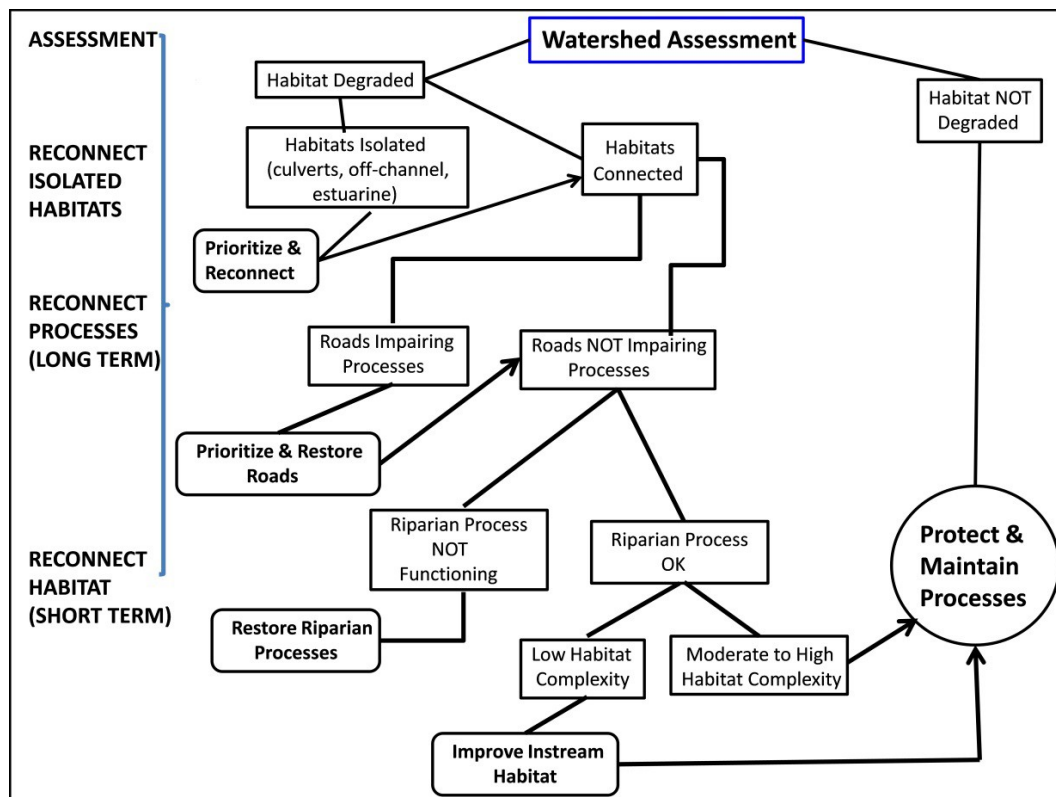 ASSESSMENT
Watershed Assessment
Habitat Degraded
Habitat NOT
Degraded
RECONNECT
ISOLATED
HABITATS
Habitats Isolated
(culverts, off-channel,
estuarine)
Habitats
Connected
Prioritize &
Reconnect
RECONNECT
PROCESSES
(LONG TERM)
Roads Impairing
Processes
Roads NOT Impairing
Processes
Prioritize & Restore
Roads
RECONNECT
HABITAT
(SHORT TERM)
Riparian Process
NOT
Functioning
Riparian Process
OK
Protect &
Maintain
Processes
Restore Riparian
Processes
Low Habitat
Complexity
Moderate to High
Habitat Complexity
Improve Instream
Habitat